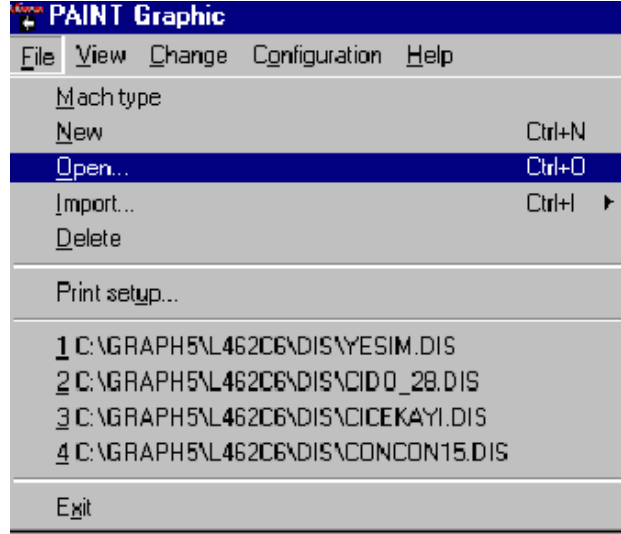 PAINT Graphic
File View Change Configuration Help
Mach type
New Ctrl+N
Open... Ctrl+O
Import... Ctrl+I
Delete
Print setup...
1 C:\GRAPH5\L462C6\DIS\YESIM.DIS
2 C:\GRAPH5\L462C6\DIS\CIDO_28.DIS
3 C:\GRAPH5\L462C6\DIS\CICEKAYI.DIS
4 C:\GRAPH5\L462C6\DIS\CONCON15.DIS
Exit